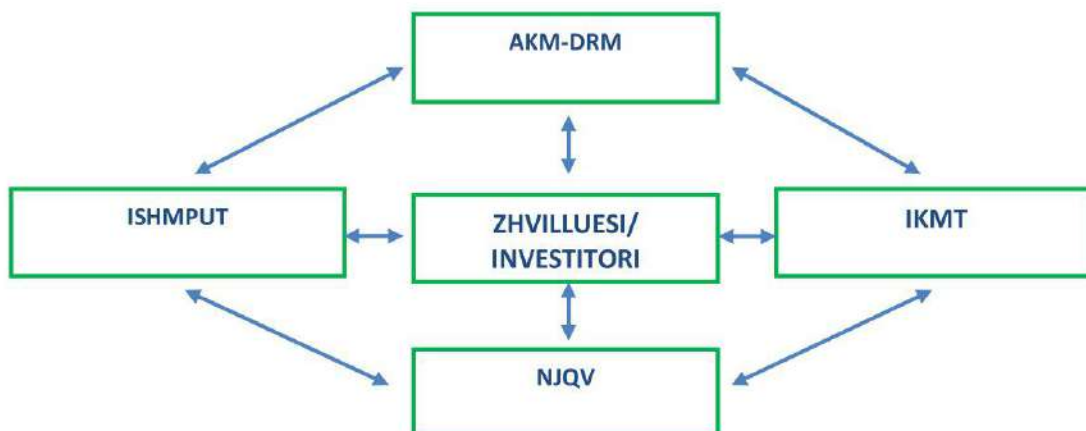 AKM-DRM
ISHMPUT
ZHVILLUESI/
INVESTITORI
IKMT
NJQV